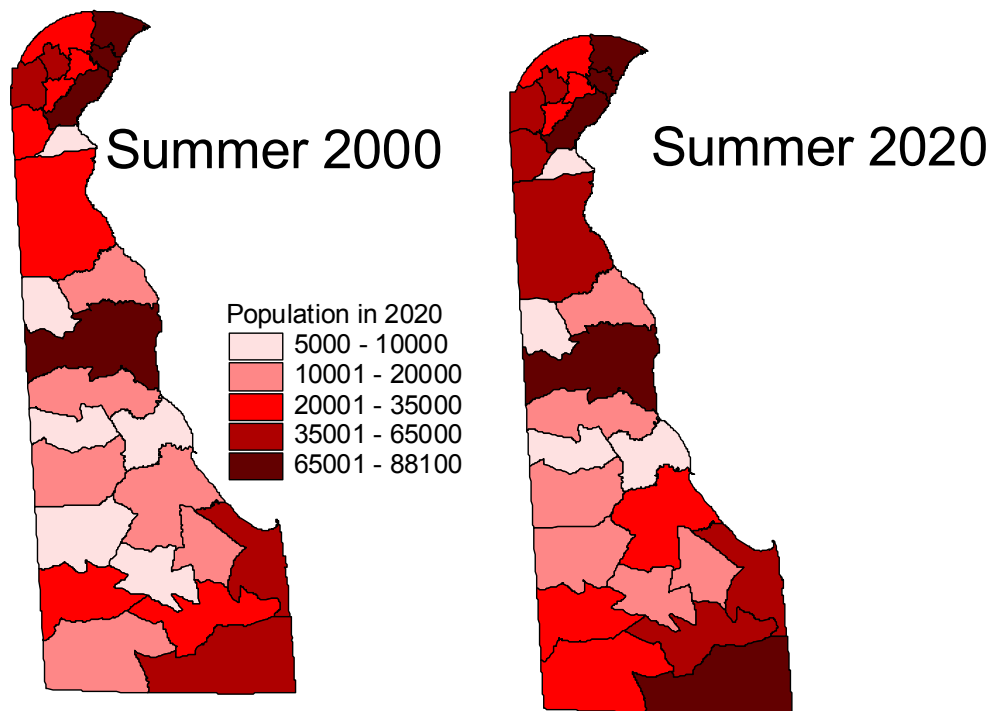 Summer 2000
Summer 2020
Population in 2020
5000 - 10000
10001 - 20000
20001 - 35000
35001 - 65000
65001 - 88100